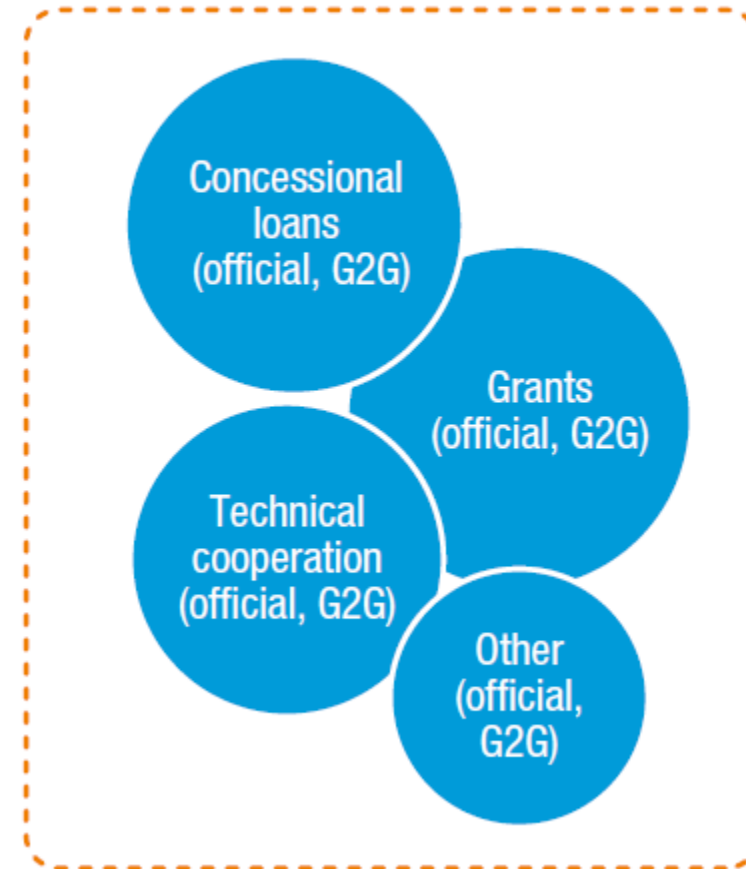 Concessional
loans
(official, G2G)
Grants
(official, G2G)
Technical
cooperation
(official, G2G)
Other
(official,
G2G)